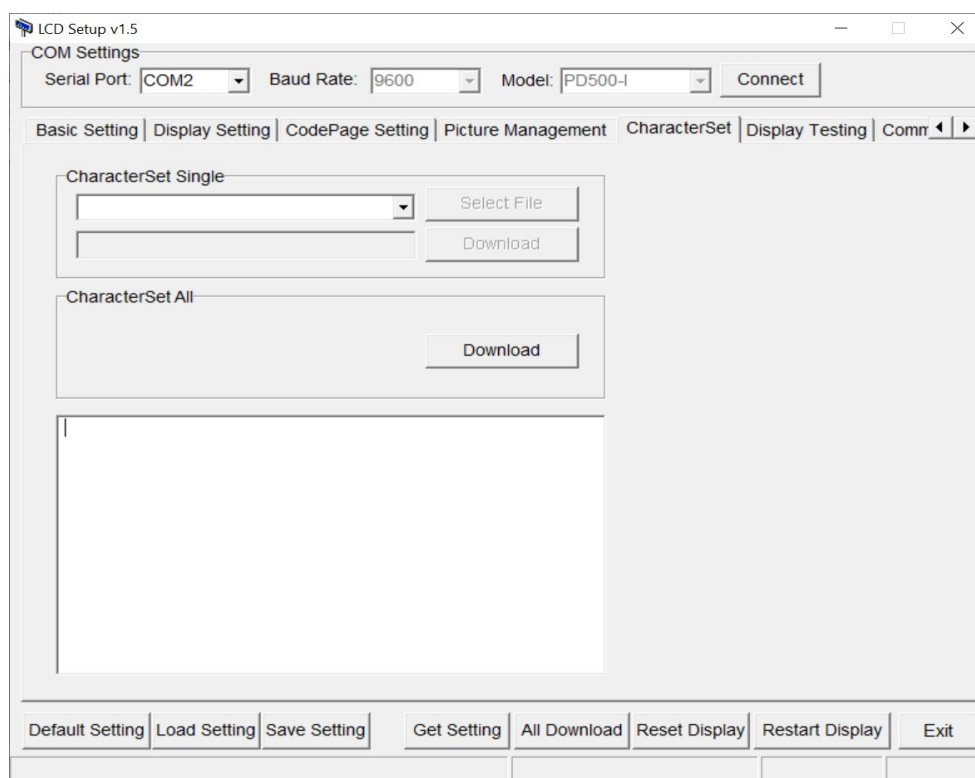 LCD Setup v1.5
COM Settings
Serial Port: COM2 Baud Rate: 9600 Model: PD500-I Connect
Basic Setting Display Setting CodePage Setting Picture Management CharacterSet Display Testing
CharacterSet Single
Select File
Download
CharacterSet All
Download
Default Setting Load Setting Save Setting Get Setting All Download Reset Display Restart Display Exit